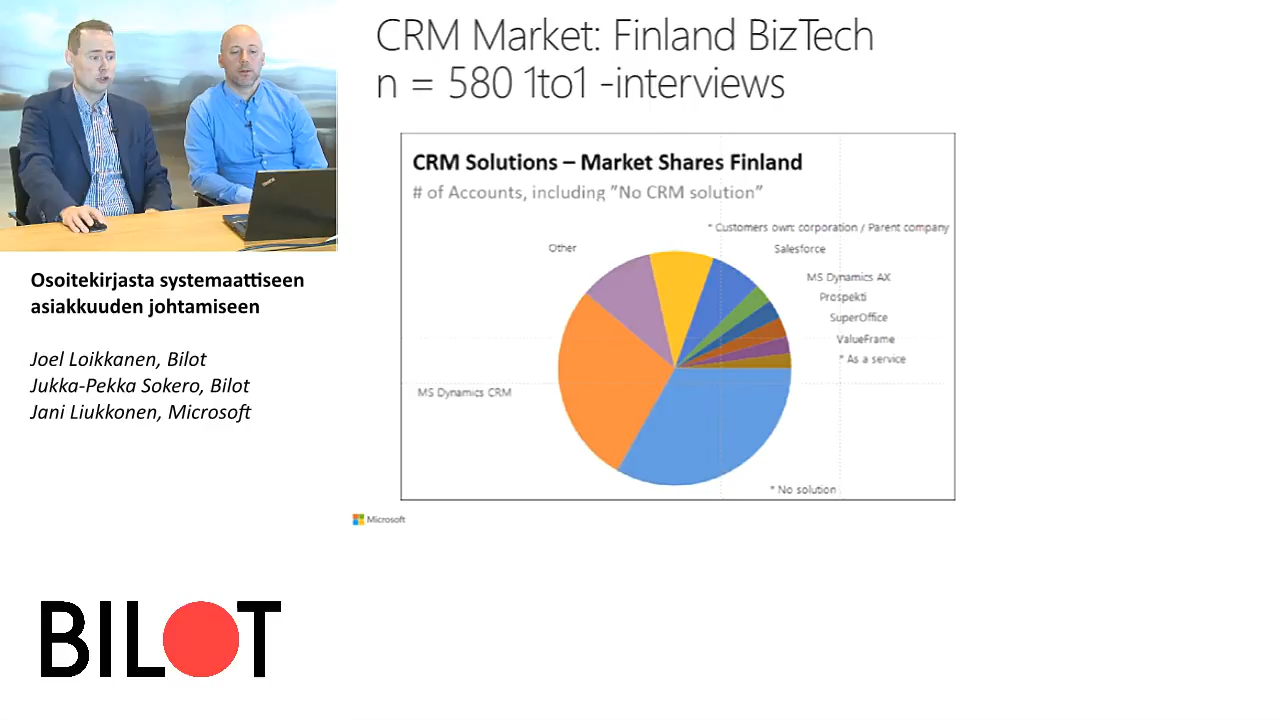 CRM Market: Finland BizTech
n = 580 1to1 -interviews
CRM Solutions – Market Shares Finland
# of Accounts, including ”No CRM solution”
* Customers own: corporation / Parent company
Other
Salesforce
MS Dynamics AX
Prospekti
SuperOffice
ValueFrame
* As a service
MS Dynamics CRM
* No solution
Microsoft
Osoitekirjasta systemaattiseen
asiakkuuden johtamiseen
Joel Loikkanen, Bilot
Jukka-Pekka Sokero, Bilot
Jani Liukkonen, Microsoft
BILOT